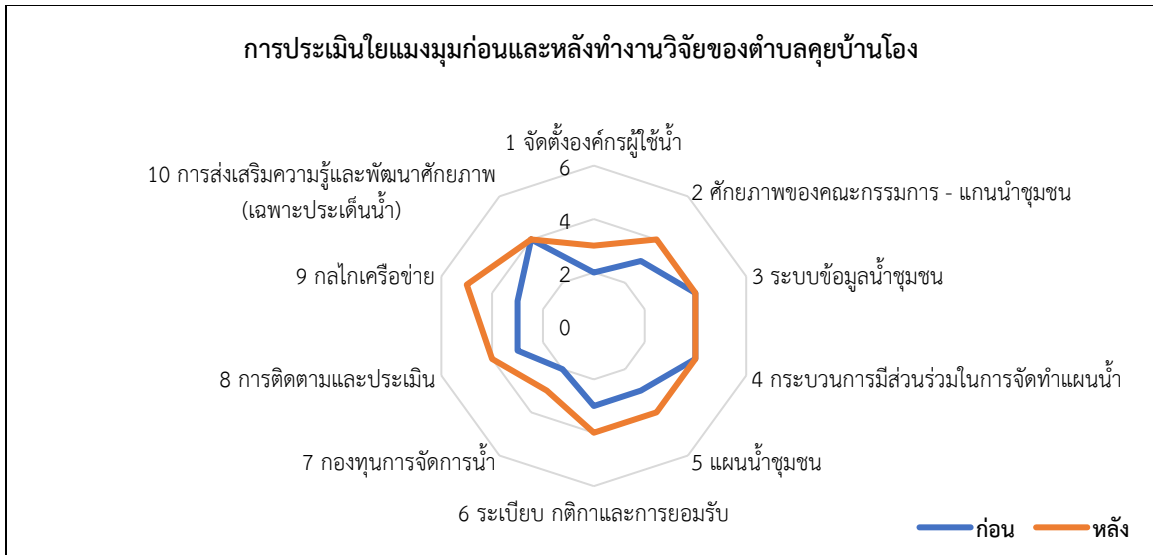 การประเมินใยแมงมุมก่อนและหลังทำงานวิจัยของตำบลคุยบ้านโอง
1 จัดตั้งองค์กรผู้ใช้น้ำ
2 ศักยภาพของคณะกรรมการ - แกนนำชุมชน
3 ระบบข้อมูลน้ำชุมชน
4 กระบวนการมีส่วนร่วมในการจัดทำแผนน้ำ
5 แผนน้ำชุมชน
6 ระเบียบ กติกาและการยอมรับ
7 กองทุนการจัดการน้ำ
8 การติดตามและประเมิน
9 กลไกเครือข่าย
10 การส่งเสริมความรู้และพัฒนาศักยภาพ
(เฉพาะประเด็นน้ำ)
6
4
2
0
ก่อน
หลัง